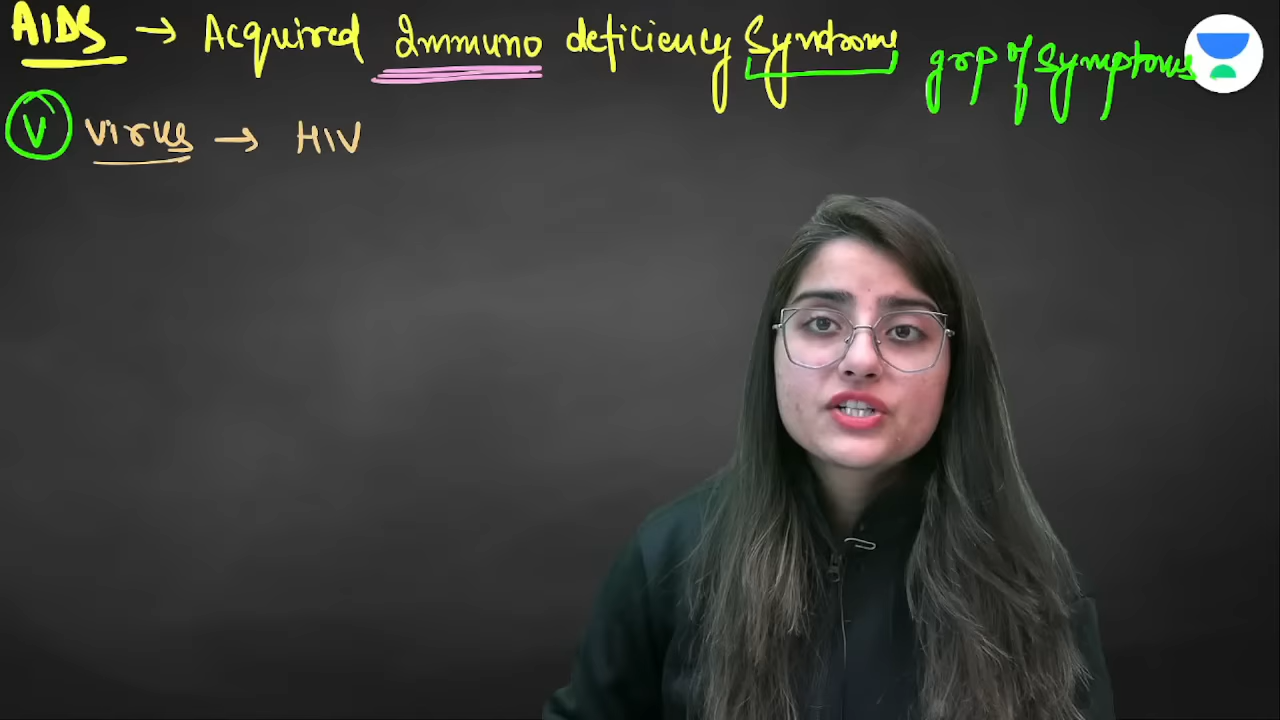 AIDS → Acquired Immuno deficiency Syndrome grp of symptoms
V Virus → HIV